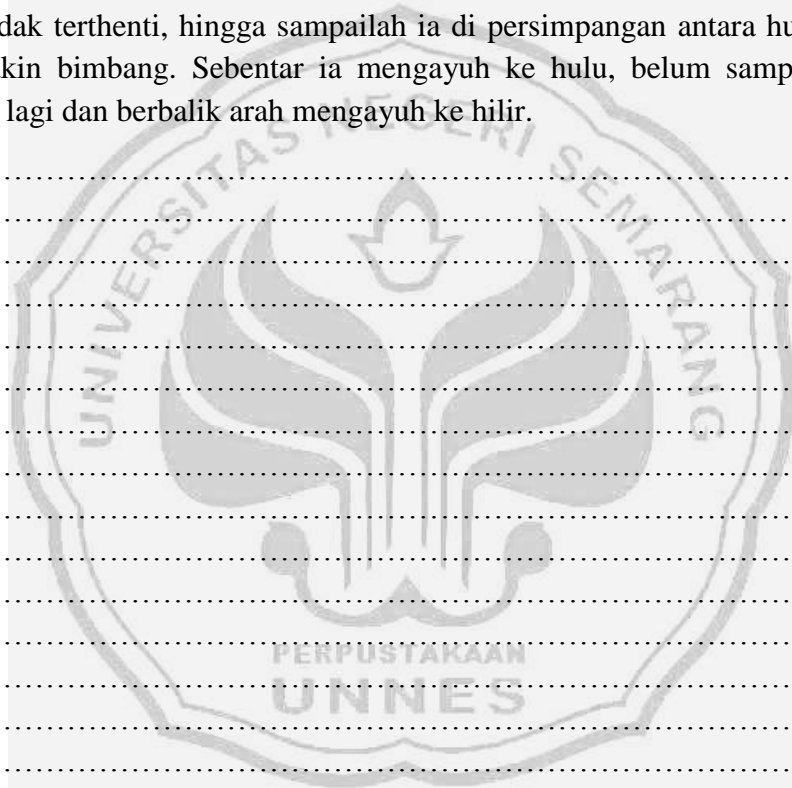 dak terthenti, hingga sampailah ia di persimpangan antara hu
kin bimbang. Sebentar ia mengayuh ke hulu, belum samp
lagi dan berbalik arah mengayuh ke hilir.
UNIVERSITAS NEGERI SEMARANG
....................................................................................
....................................................................................
....................................................................................
....................................................................................
....................................................................................
....................................................................................
....................................................................................
....................................................................................
....................................................................................
....................................................................................
....................................................................................
....................................................................................
PERPUSTAKAAN
....................................................................................
UNNES
....................................................................................
....................................................................................